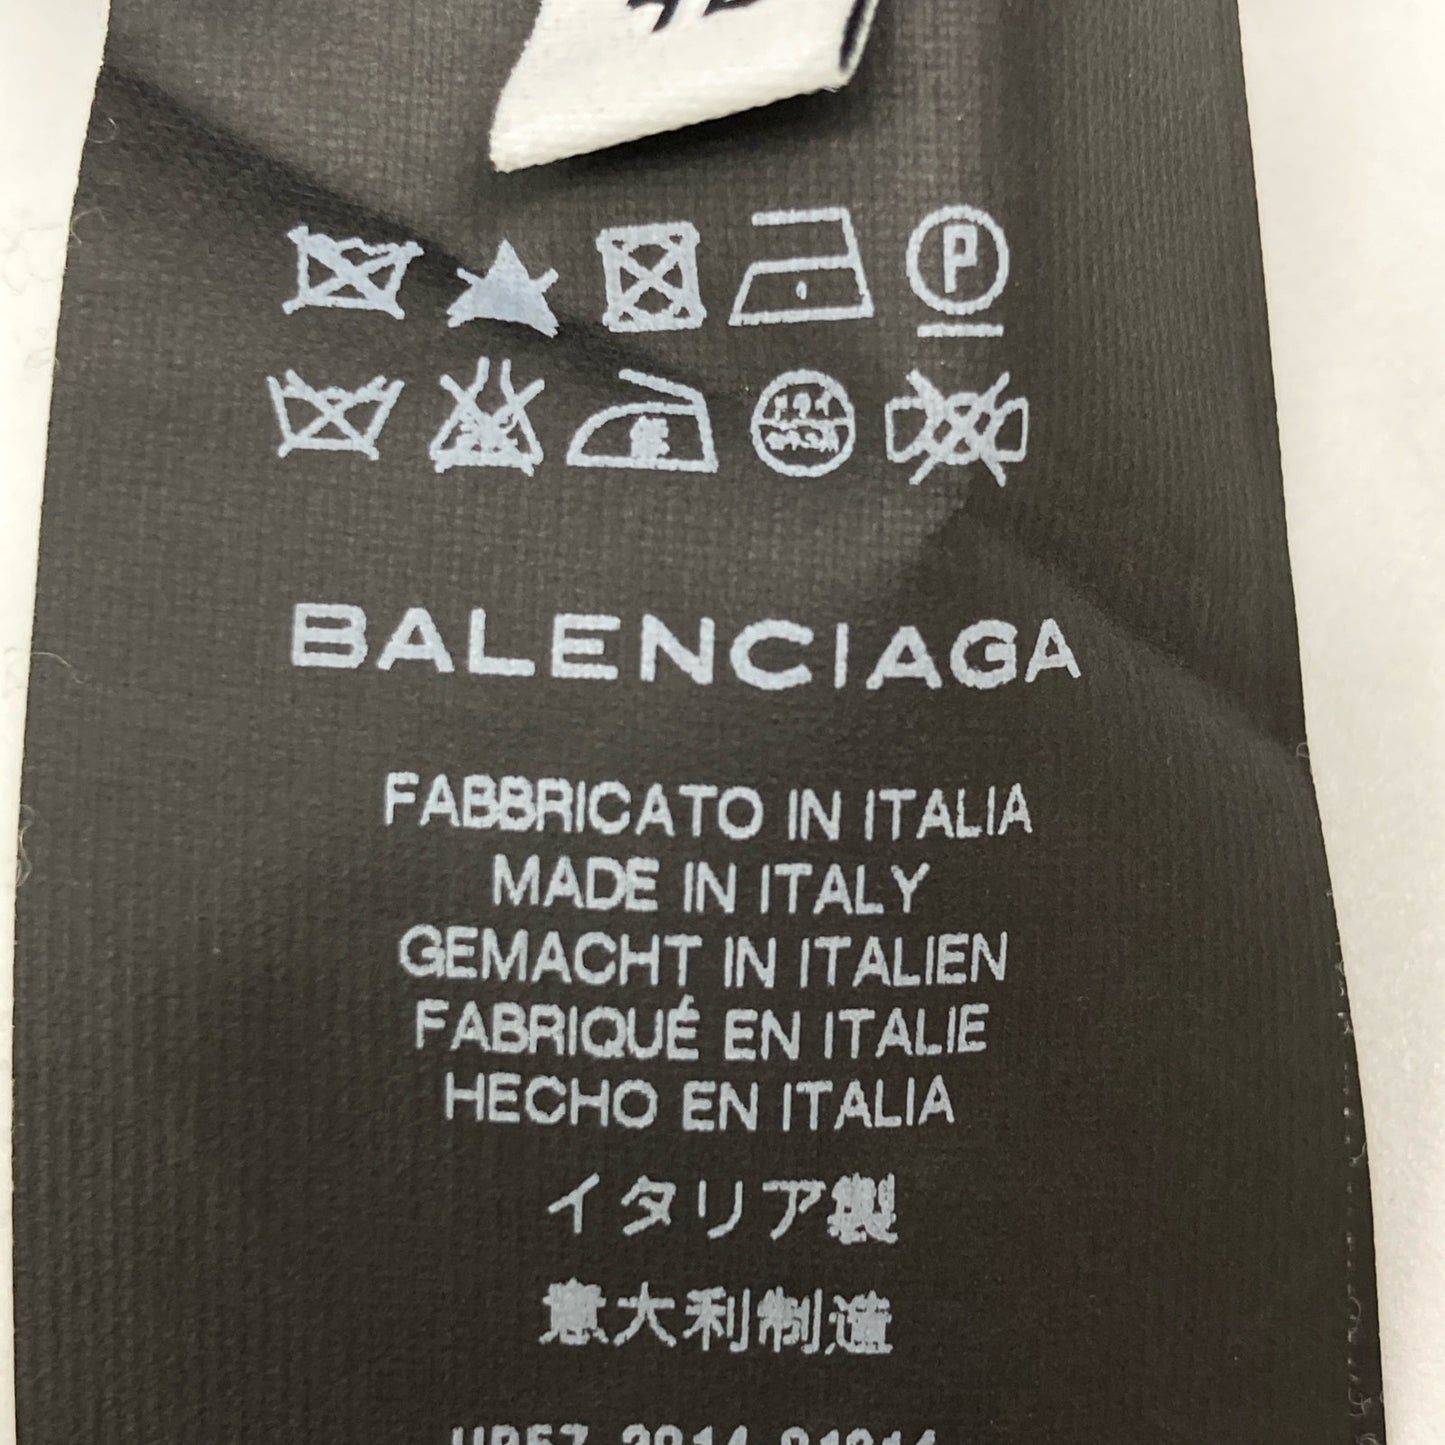 P
BALENCIAGA
FABBRICATO IN ITALIA
MADE IN ITALY
GEMACHT IN ITALIEN
FABRIQUÉ EN ITALIE
HECHO EN ITALIA
イタリア製
意大利制造